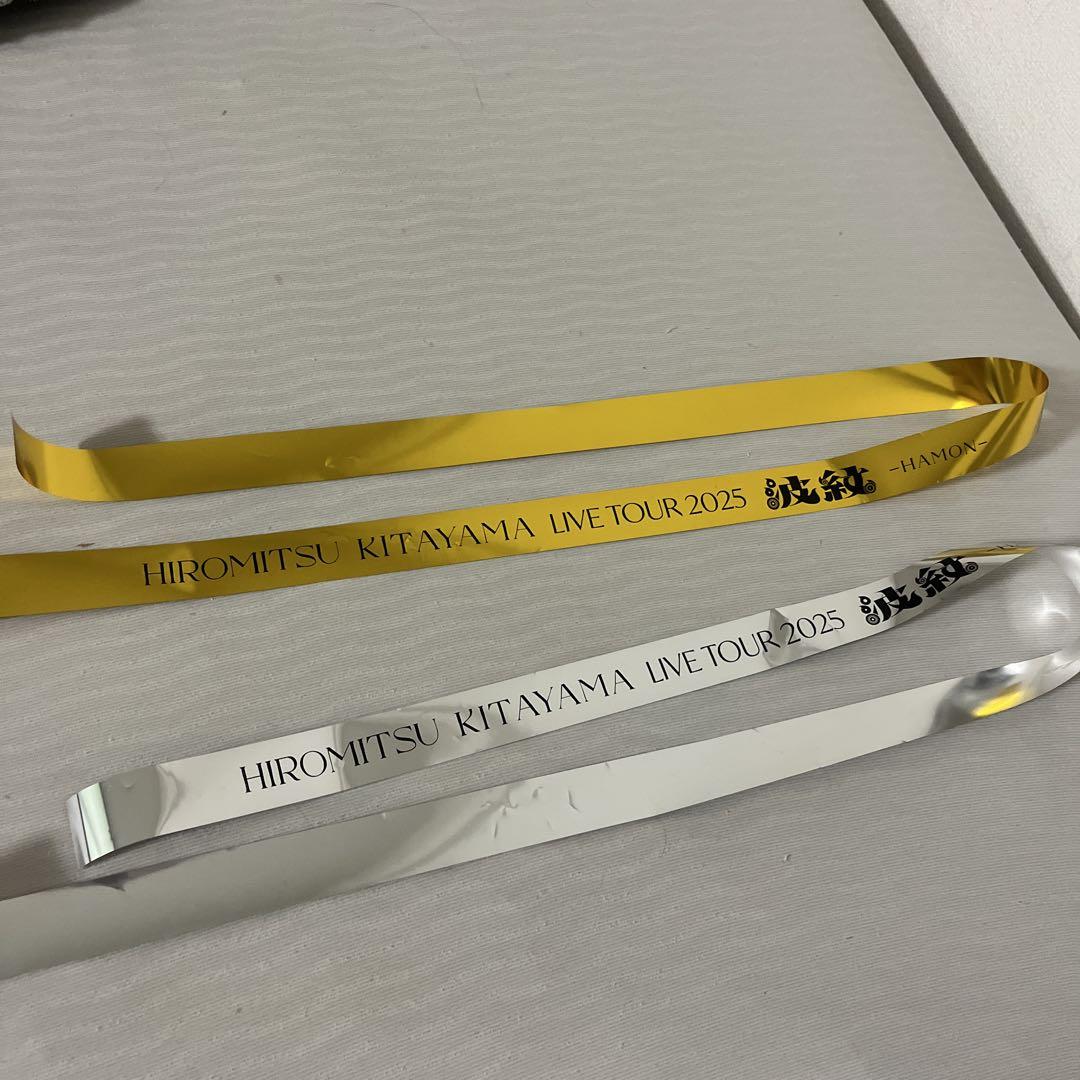 HIROMITSU KITAYAMA LIVE TOUR 2025 波紋 -HAMON-
HIROMITSU KITAYAMA LIVE TOUR 2025 波紋